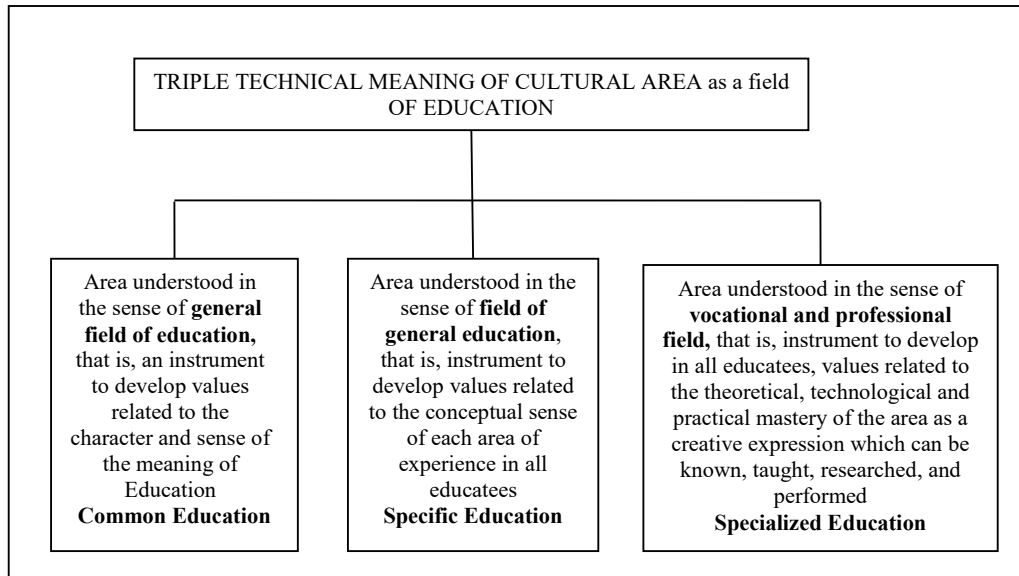 TRIPLE TECHNICAL MEANING OF CULTURAL AREA as a field
OF EDUCATION
Area understood in
the sense of general
field of education,
that is, an instrument
to develop values
related to the
character and sense of
the meaning of
Education
Common Education
Area understood in the
sense of field of
general education,
that is, instrument to
develop values related
to the conceptual sense
of each area of
experience in all
educatees
Specific Education
Area understood in the sense of
vocational and professional
field, that is, instrument to develop
in all educatees, values related to
the theoretical, technological and
practical mastery of the area as a
creative expression which can be
known, taught, researched, and
performed
Specialized Education